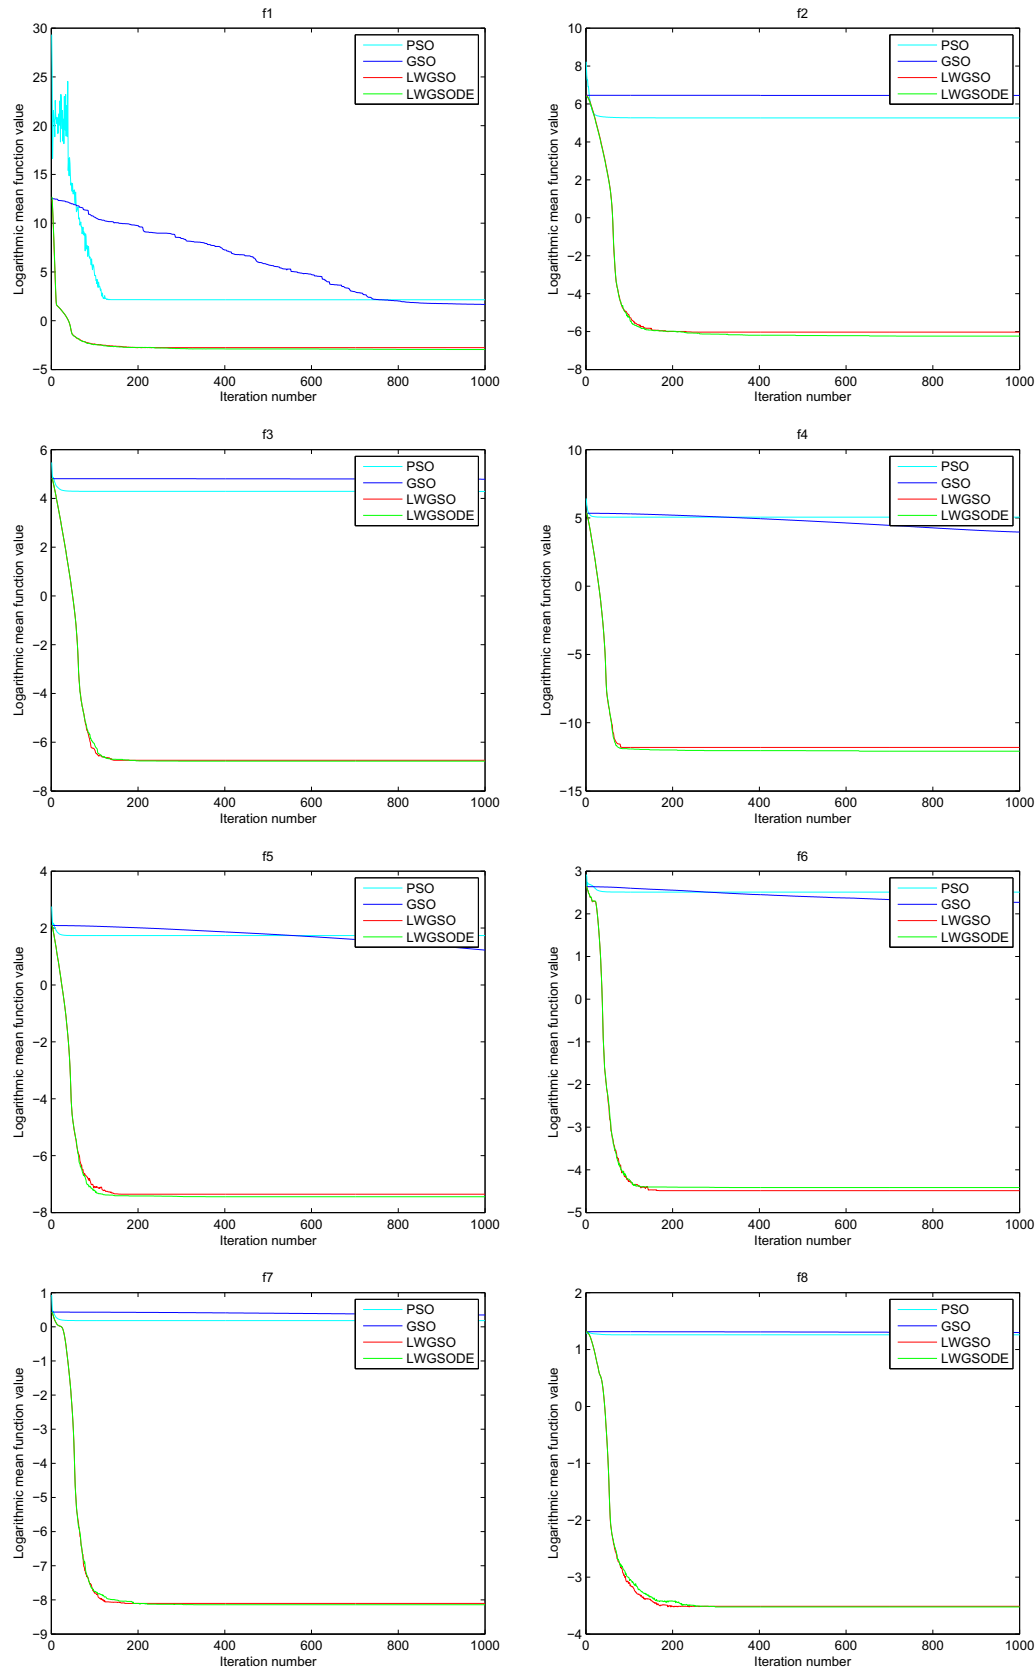 f1
30
25
20
15
10
5
0
−5
Logarithmic mean function value
0 200 400 600 800 1000
Iteration number
PSO
GSO
LWGSO
LWGSODE
f2
10
8
6
4
2
0
−2
−4
−6
−8
Logarithmic mean function value
0 200 400 600 800 1000
Iteration number
PSO
GSO
LWGSO
LWGSODE
f3
6
4
2
0
−2
−4
−6
−8
Logarithmic mean function value
0 200 400 600 800 1000
Iteration number
PSO
GSO
LWGSO
LWGSODE
f4
10
5
0
−5
−10
−15
Logarithmic mean function value
0 200 400 600 800 1000
Iteration number
PSO
GSO
LWGSO
LWGSODE
f5
4
2
0
−2
−4
−6
−8
Logarithmic mean function value
0 200 400 600 800 1000
Iteration number
PSO
GSO
LWGSO
LWGSODE
f6
3
2
1
0
−1
−2
−3
−4
−5
Logarithmic mean function value
0 200 400 600 800 1000
Iteration number
PSO
GSO
LWGSO
LWGSODE
f7
1
0
−1
−2
−3
−4
−5
−6
−7
−8
−9
Logarithmic mean function value
0 200 400 600 800 1000
Iteration number
PSO
GSO
LWGSO
LWGSODE
f8
2
1
0
−1
−2
−3
−4
Logarithmic mean function value
0 200 400 600 800 1000
Iteration number
PSO
GSO
LWGSO
LWGSODE